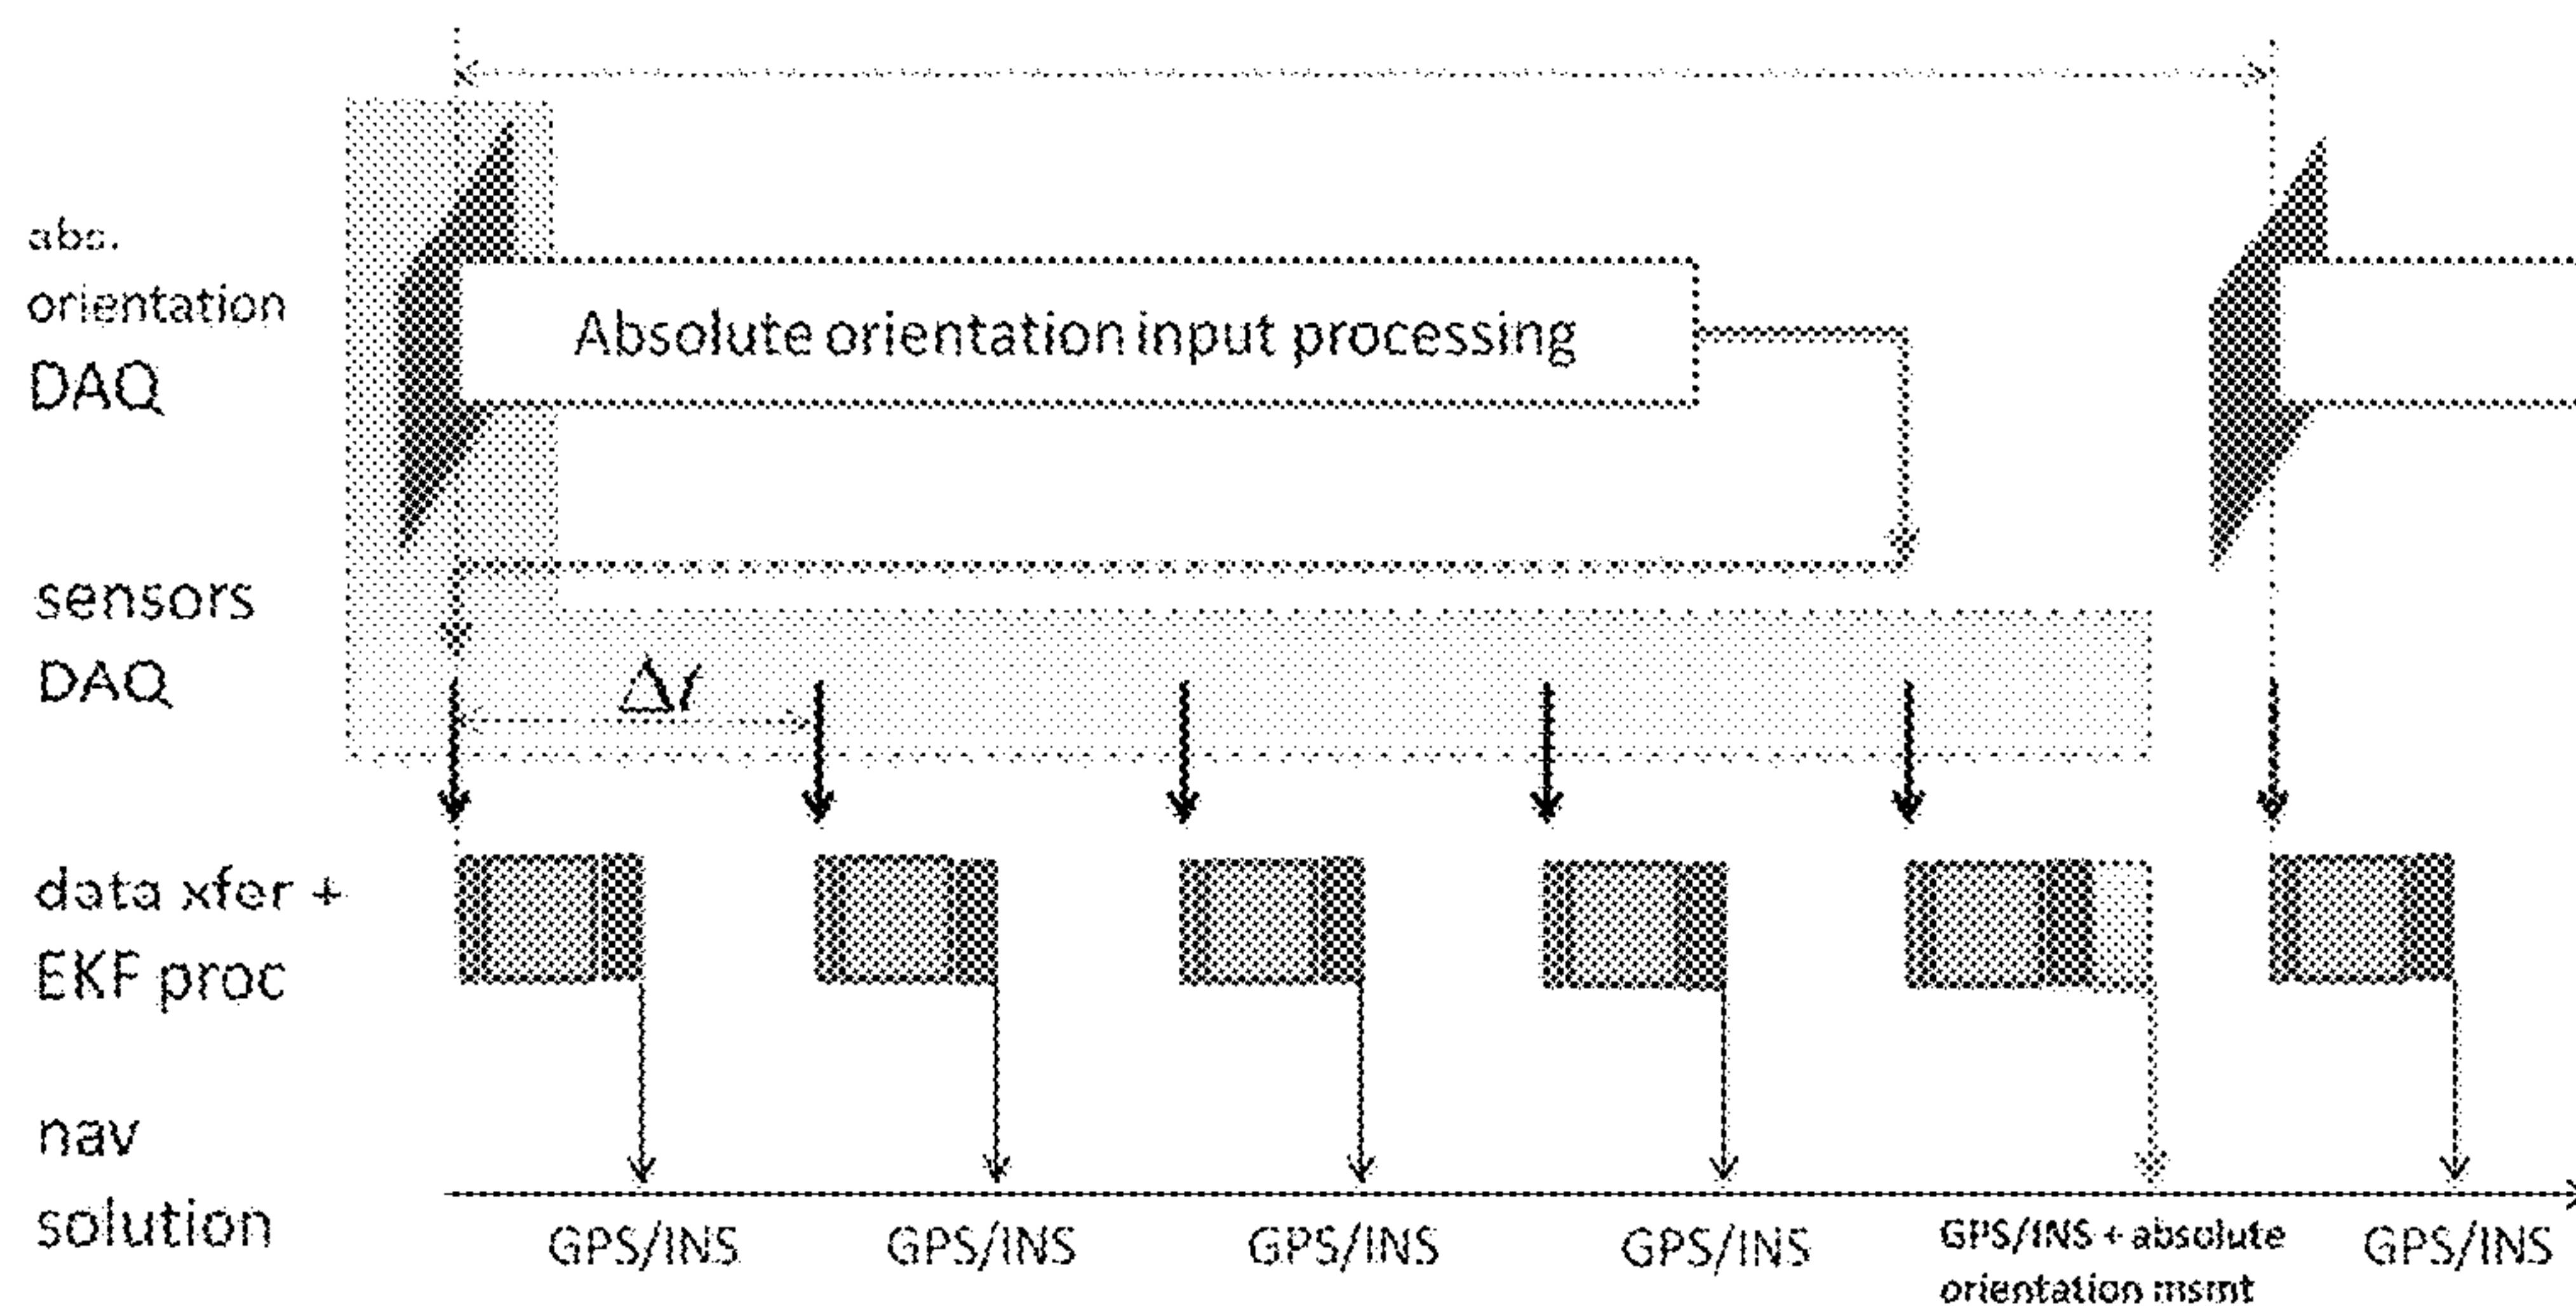 abs.
orientation
DAQ
Absolute orientation input processing
sensors
DAQ
Δt
data xfer +
EKF proc
nav
solution
GPS/INS
GPS/INS
GPS/INS
GPS/INS
GPS/INS + absolute
orientation msmt
GPS/INS